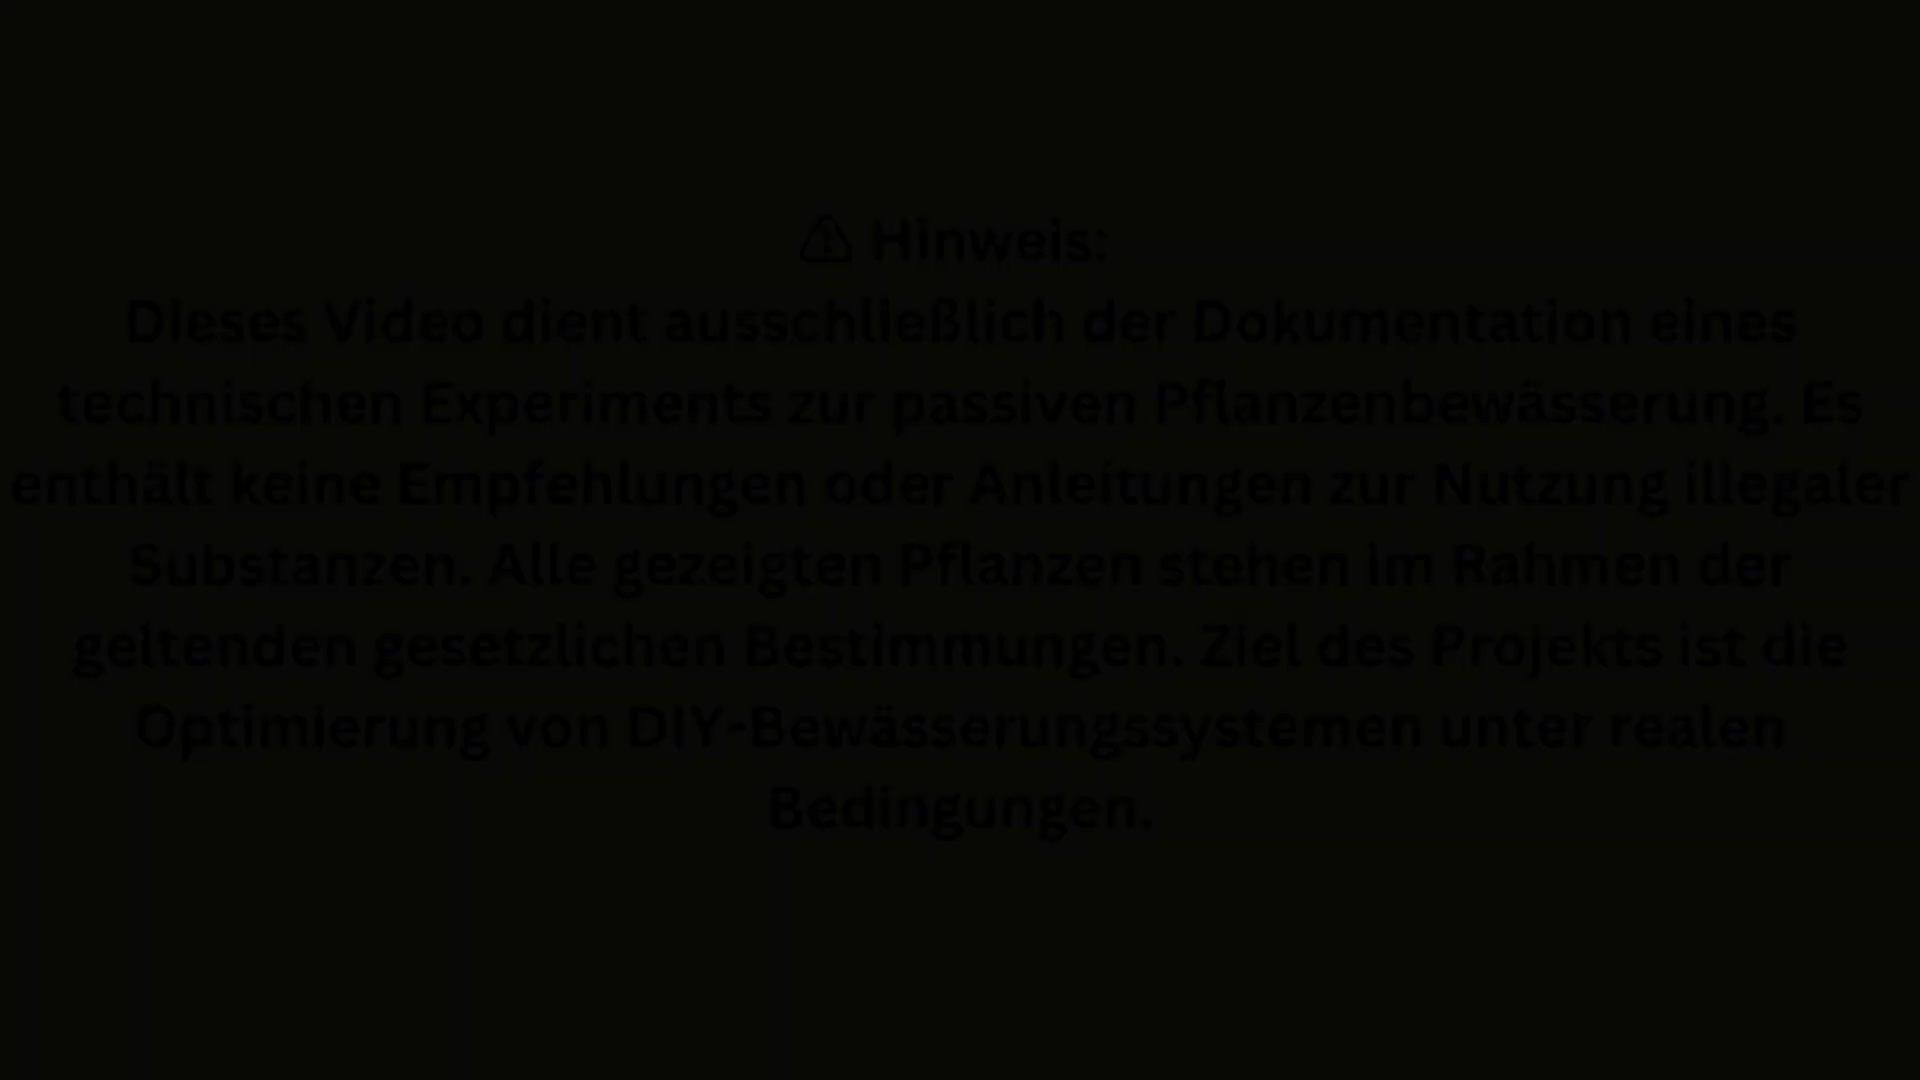 ⚠ Hinweis:
Dieses Video dient ausschließlich der Dokumentation eines
technischen Experiments zur passiven Pflanzenbewässerung. Es
enthält keine Empfehlungen oder Anleitungen zur Nutzung illegaler
Substanzen. Alle gezeigten Pflanzen stehen im Rahmen der
geltenden gesetzlichen Bestimmungen. Ziel des Projekts ist die
Optimierung von DIY-Bewässerungssystemen unter realen
Bedingungen.